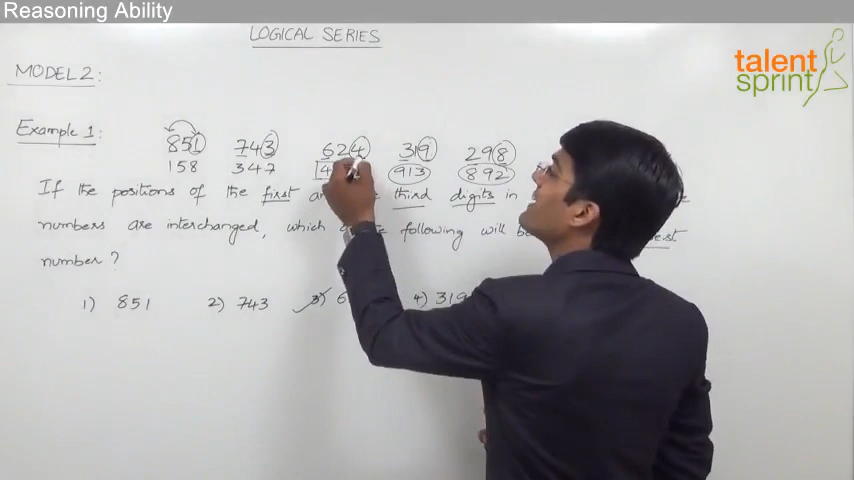 Reasoning Ability
LOGICAL SERIES
talent
sprint
MODEL 2:
Example 1: 851 743 624 319 298
158 347 4 913 892
If the positions of the first third digits in
numbers are interchanged, which following will
number?
1) 851 2) 743 3) 6 4) 319